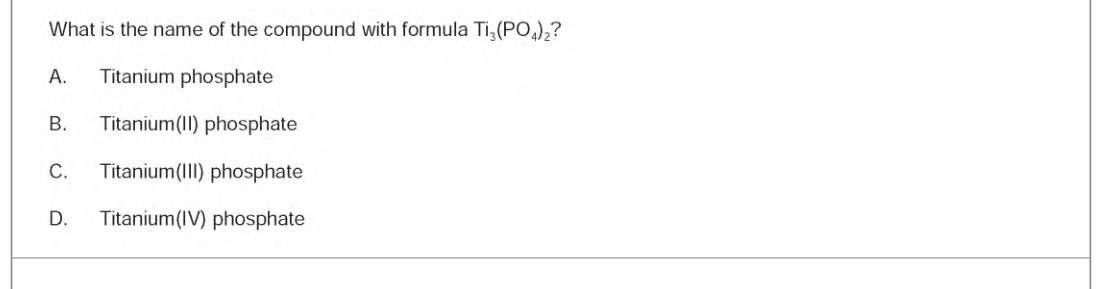 What is the name of the compound with formula Ti₃(PO₄)₂?
A. Titanium phosphate
B. Titanium(II) phosphate
C. Titanium(III) phosphate
D. Titanium(IV) phosphate